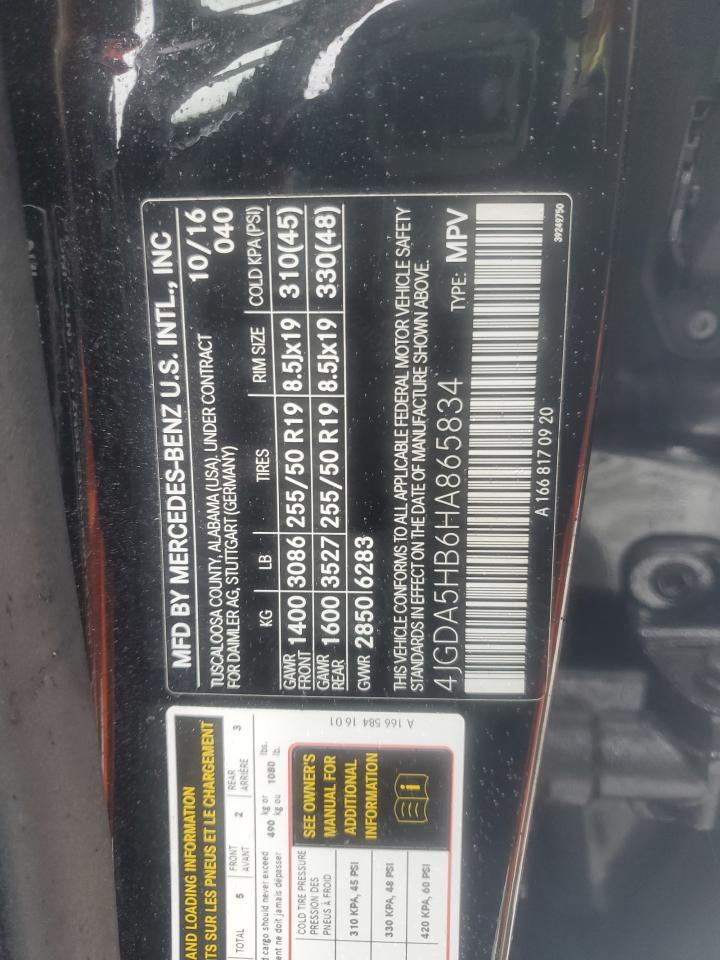 MFD BY MERCEDES-BENZ U.S. INTL., INC
TUSCALOOSA COUNTY, ALABAMA (USA), UNDER CONTRACT 10/16
FOR DAIMLER AG, STUTTGART (GERMANY) 040
KG LB TIRES RIM SIZE COLD KPA (PSI)
GAWR FRONT 1400 3086 255/50 R19 8.5Jx19 310(45)
GAWR REAR 1600 3527 255/50 R19 8.5Jx19 330(48)
GVWR 2850 6283
THIS VEHICLE CONFORMS TO ALL APPLICABLE FEDERAL MOTOR VEHICLE SAFETY
STANDARDS IN EFFECT ON THE DATE OF MANUFACTURE SHOWN ABOVE.
4JGDA5HB6HA865834 TYPE: MPV
A 166 817 09 20
39249750
AND LOADING INFORMATION
TS SUR LES PNEUS ET LE CHARGEMENT
TOTAL 5 FRONT AVANT 2 REAR ARRIÈRE 3
d cargo should never exceed 490 kg or 1080 lbs.
ent ne doit jamais dépasser kg ou lb.
COLD TIRE PRESSURE
PRESSION DES
PNEUS À FROID
310 KPA, 45 PSI
330 KPA, 48 PSI
420 KPA, 60 PSI
SEE OWNER'S
MANUAL FOR
ADDITIONAL
INFORMATION
A 166 584 16 01